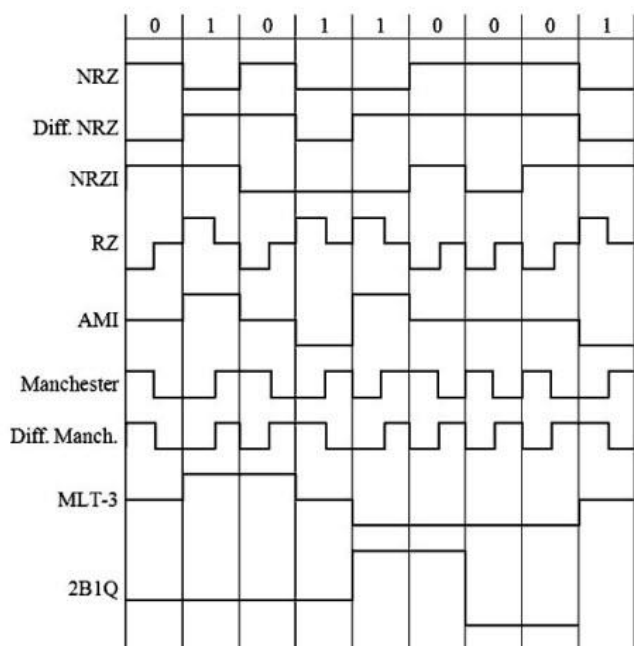 0 1 0 1 1 0 0 0 1
NRZ
Diff. NRZ
NRZI
RZ
AMI
Manchester
Diff. Manch.
MLT-3
2B1Q